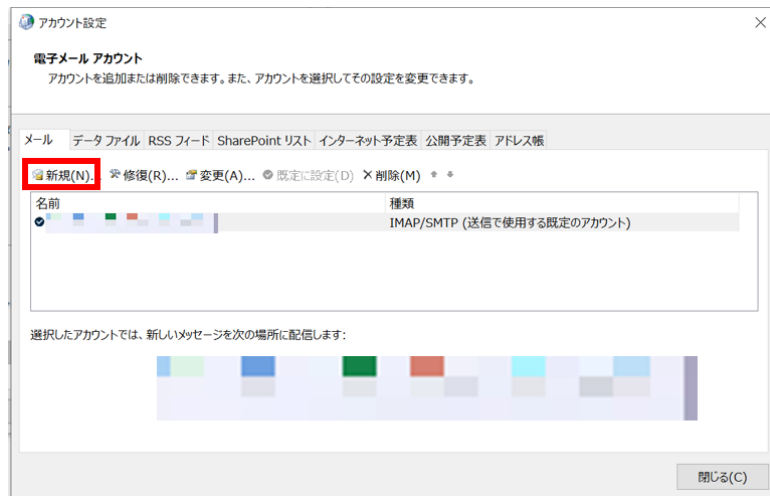 アカウント設定
電子メール アカウント
アカウントを追加または削除できます。また、アカウントを選択してその設定を変更できます。
メール データ ファイル RSS フィード SharePoint リスト インターネット予定表 公開予定表 アドレス帳
新規(N)... 修復(R)... 変更(A)... 既定に設定(D) 削除(M)
名前 種類
IMAP/SMTP (送信で使用する既定のアカウント)
選択したアカウントでは、新しいメッセージを次の場所に配信します:
閉じる(C)